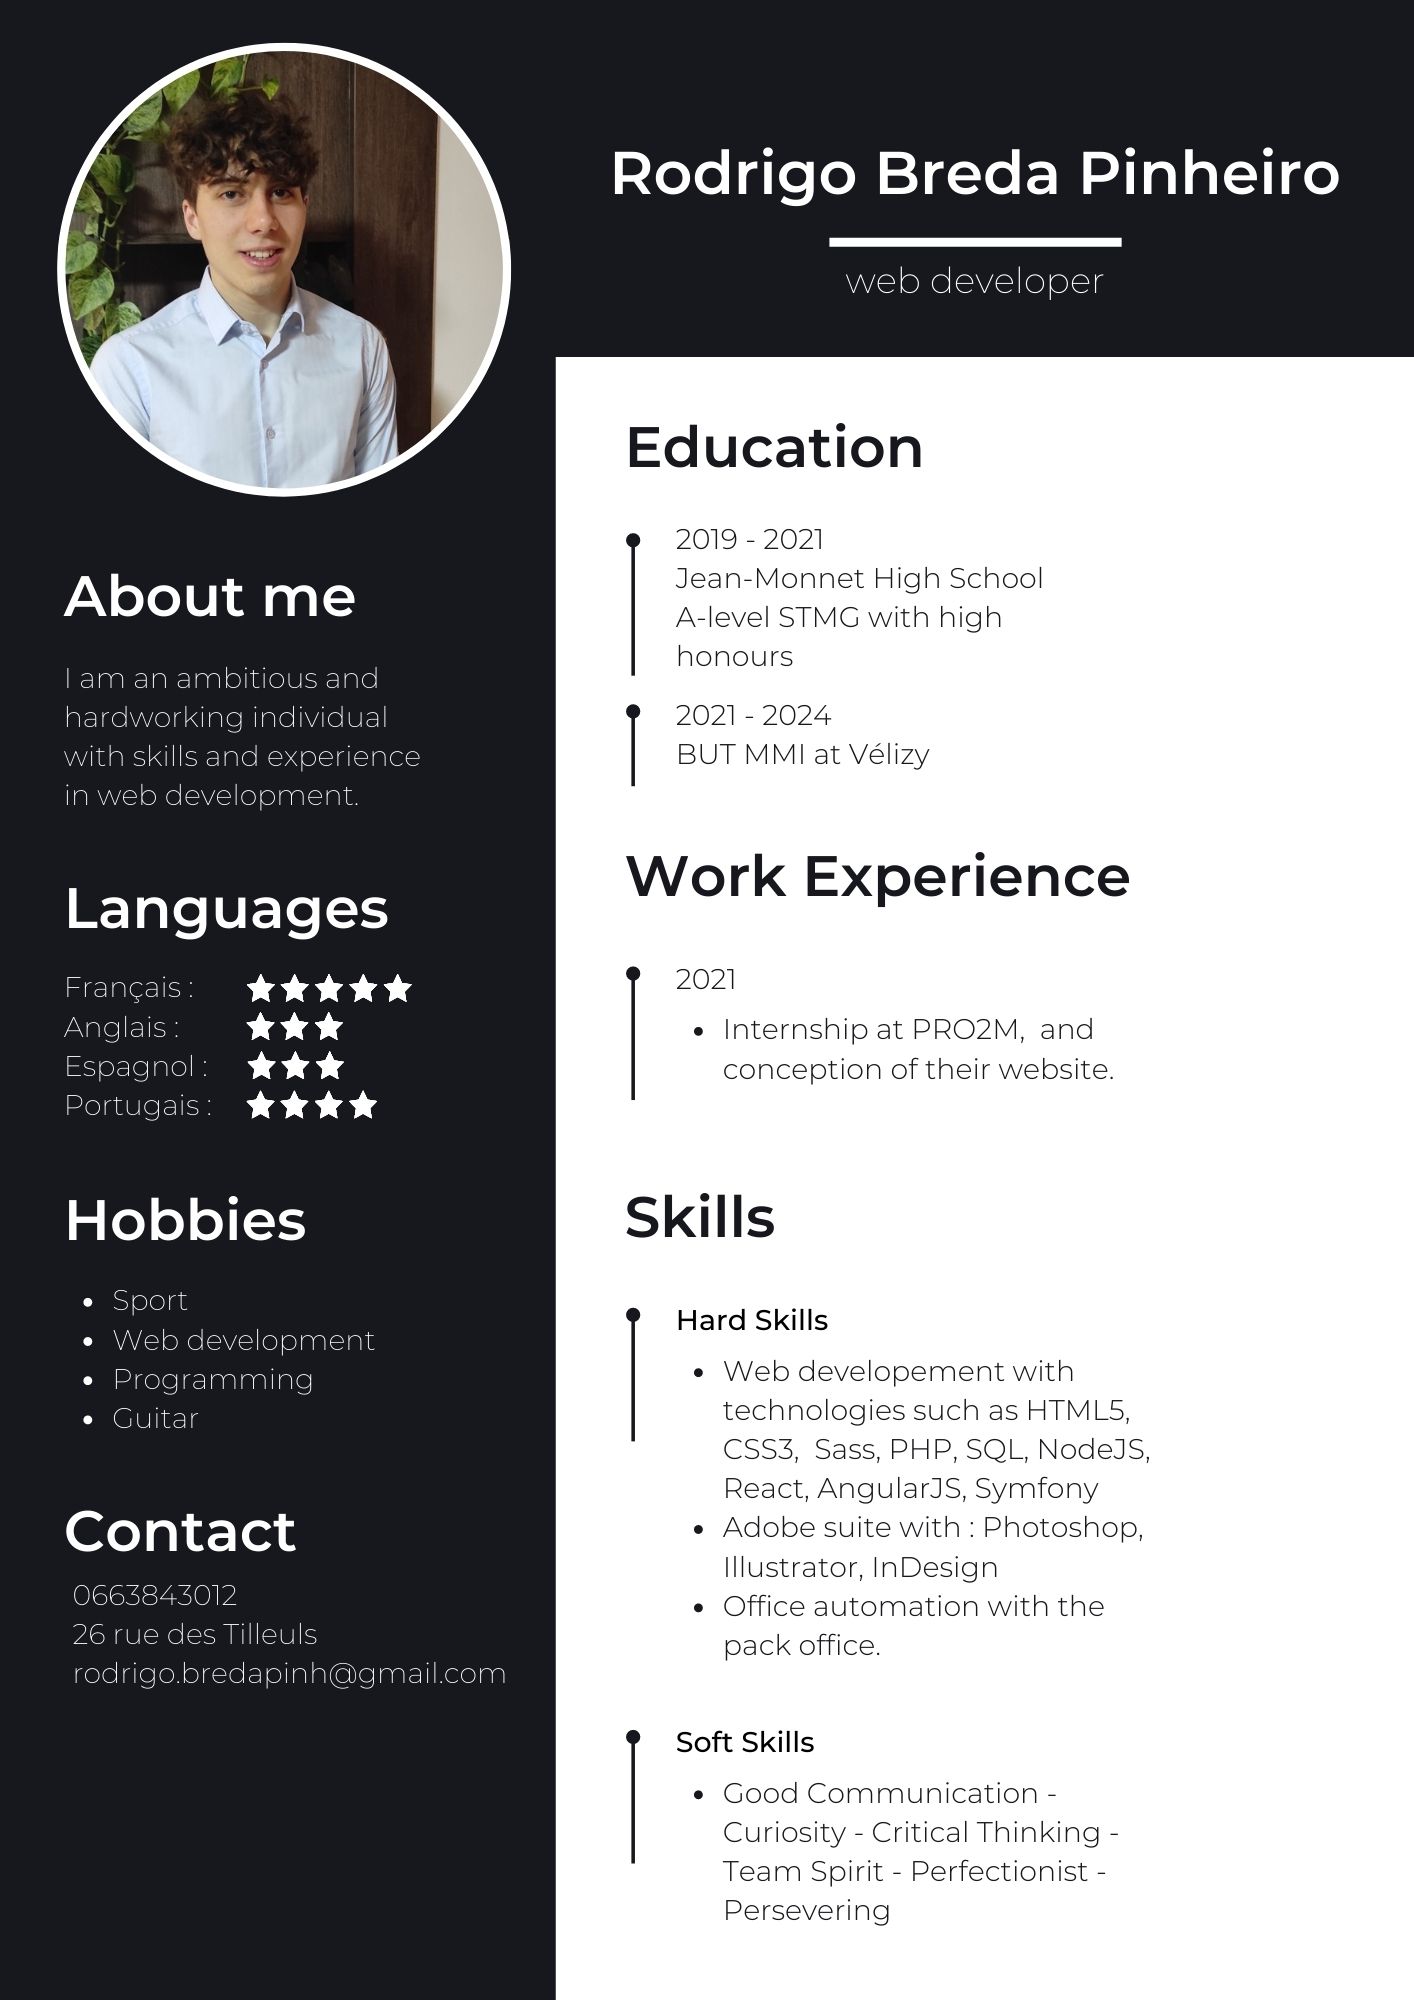 Rodrigo Breda Pinheiro
web developer
About me
I am an ambitious and
hardworking individual
with skills and experience
in web development.
Languages
Français :
Anglais :
Espagnol :
Portugais :
Hobbies
• Sport
• Web development
• Programming
• Guitar
Contact
0663843012
26 rue des Tilleuls
rodrigo.bredapinh@gmail.com
Education
2019 - 2021
Jean-Monnet High School
A-level STMG with high
honours
2021 - 2024
BUT MMI at Vélizy
Work Experience
2021
• Internship at PRO2M,  and
conception of their website.
Skills
Hard Skills
• Web developement with
technologies such as HTML5,
CSS3,  Sass, PHP, SQL, NodeJS,
React, AngularJS, Symfony
• Adobe suite with : Photoshop,
Illustrator, InDesign
• Office automation with the
pack office.
Soft Skills
• Good Communication -
Curiosity - Critical Thinking -
Team Spirit - Perfectionist -
Persevering